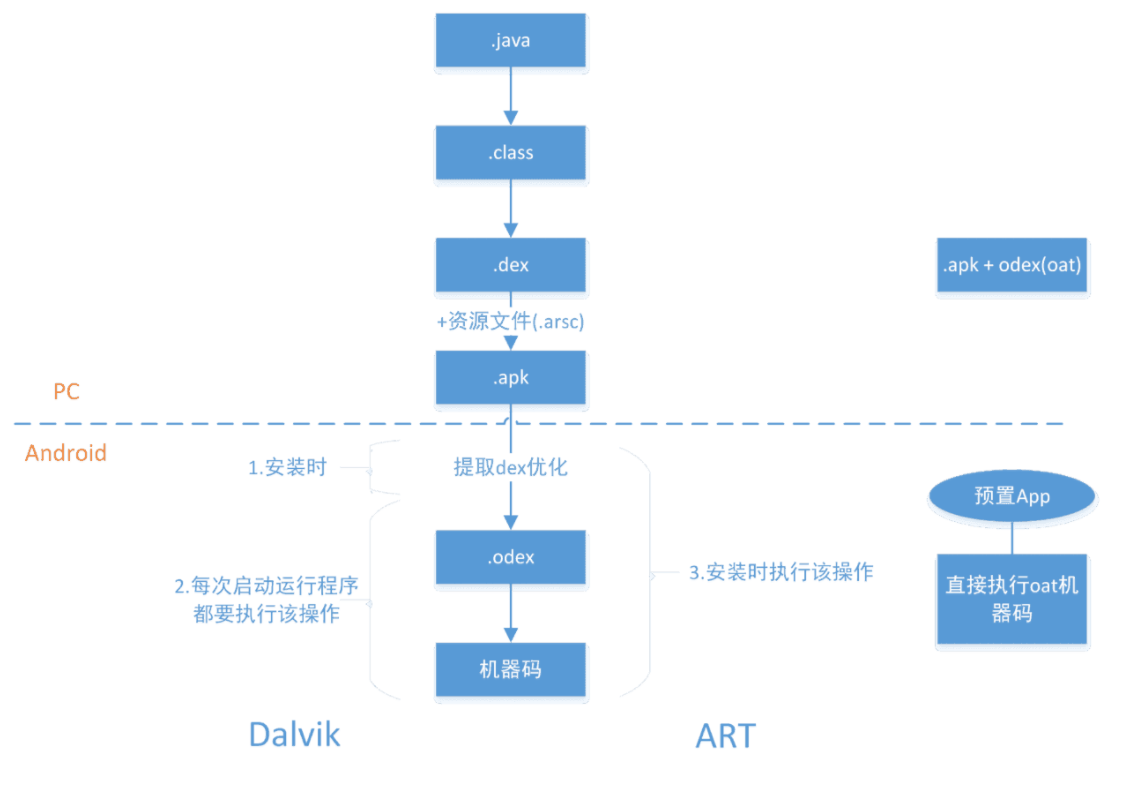 .java
.class
.dex
.apk + odex(oat)
+资源文件(.arsc)
.apk
PC
Android
1.安装时
提取dex优化
预置App
.odex
2.每次启动运行程序
都要执行该操作
3.安装时执行该操作
直接执行oat机
器码
机器码
Dalvik
ART